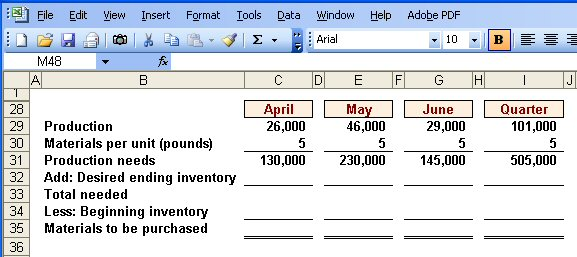 File Edit View Insert Format Tools Data Window Help Adobe PDF
Σ Arial 10 B
M48 fx
A B C D E F G H I J
1
28 April May June Quarter
29 Production 26,000 46,000 29,000 101,000
30 Materials per unit (pounds) 5 5 5 5
31 Production needs 130,000 230,000 145,000 505,000
32 Add: Desired ending inventory
33 Total needed
34 Less: Beginning inventory
35 Materials to be purchased
36